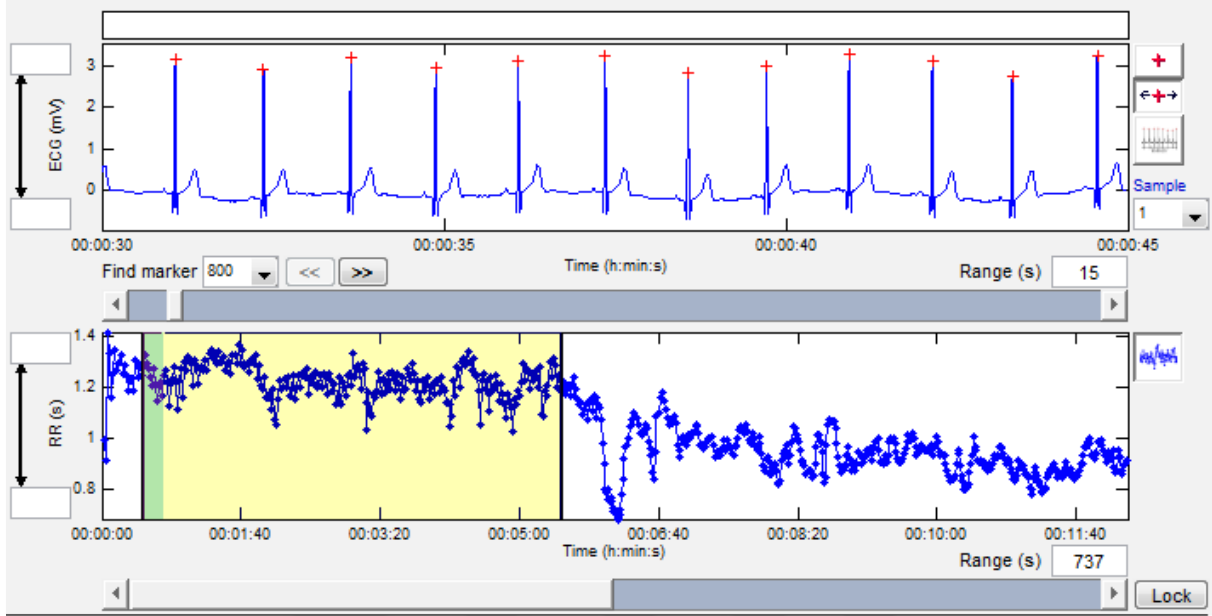 3
2
1
0
ECG (mV)
Sample
1
00:00:30 00:00:35 00:00:40 00:00:45
Time (h:min:s)
Find marker 800 << >> Range (s) 15
1.4
1.2
1
0.8
RR (s)
00:00:00 00:01:40 00:03:20 00:05:00 00:06:40 00:08:20 00:10:00 00:11:40
Time (h:min:s)
Range (s) 737
Lock